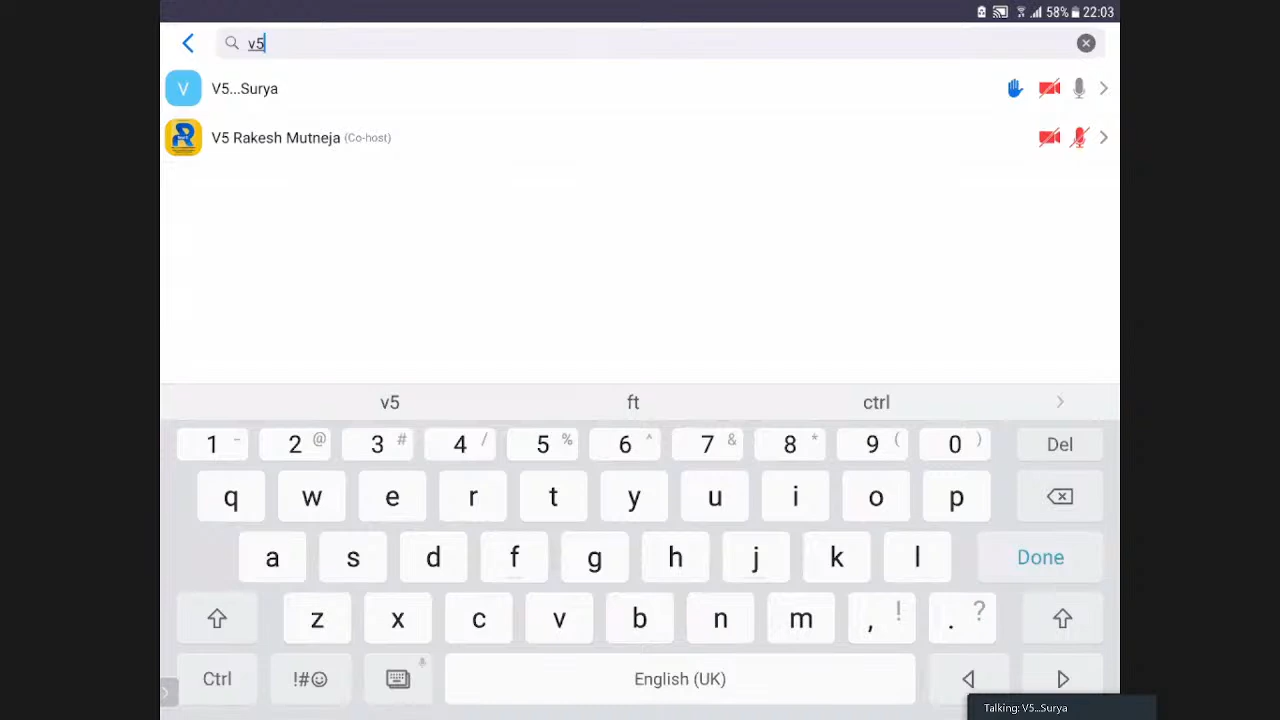 58% 22:03
v5
V V5...Surya
R V5 Rakesh Mutneja (Co-host)
v5 ft ctrl
1 - 2 @ 3 # 4 / 5 % 6 ^ 7 & 8 * 9 ( 0 ) Del
q w e r t y u i o p
a s d f g h j k l Done
z x c v b n m , ! . ?
Ctrl !#☺ English (UK)
Talking: V5...Surya